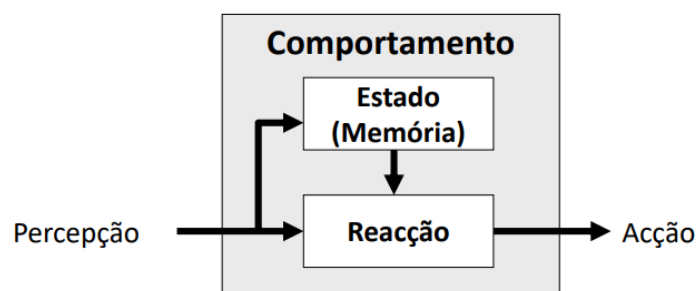 Comportamento
Estado
(Memória)
Percepção
Reacção
Acção